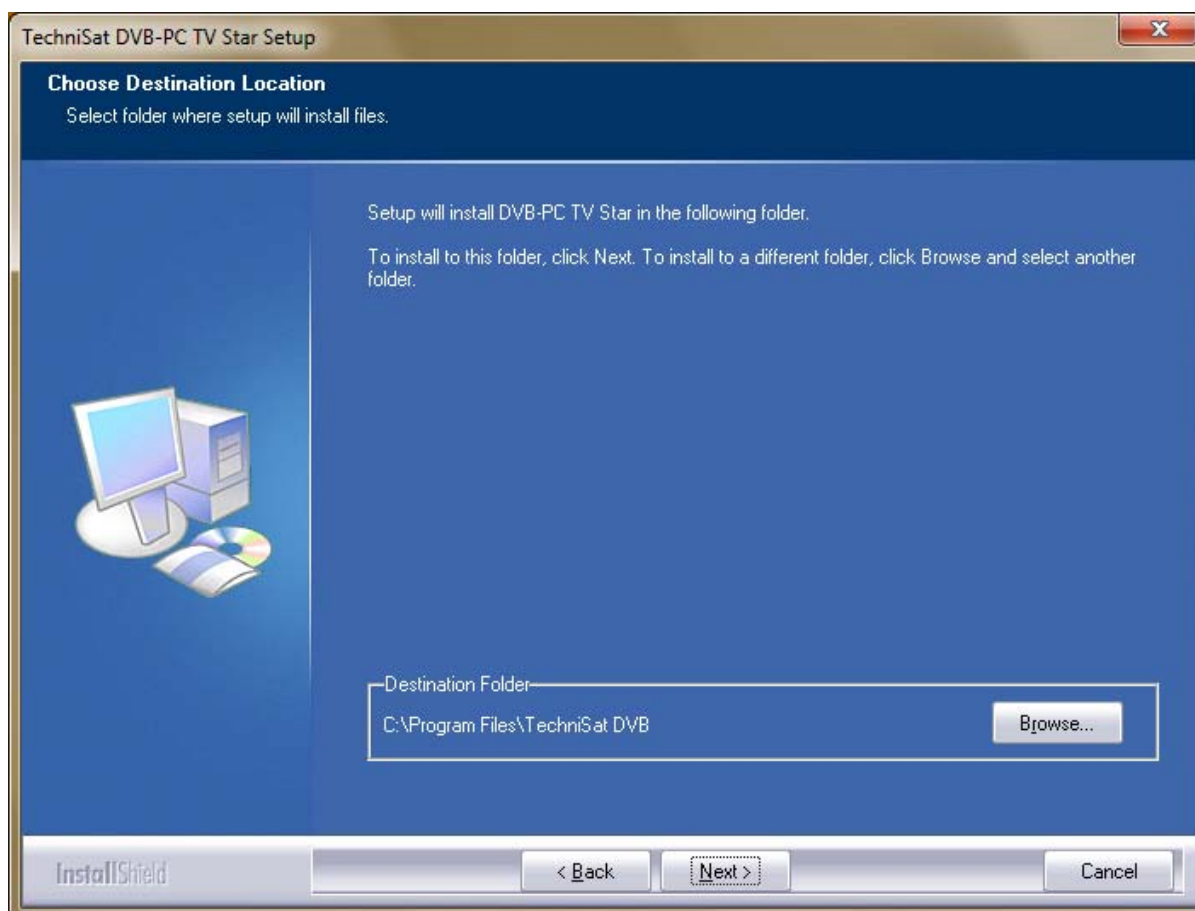 TechniSat DVB-PC TV Star Setup
Choose Destination Location
Select folder where setup will install files.
Setup will install DVB-PC TV Star in the following folder.
To install to this folder, click Next. To install to a different folder, click Browse and select another
folder.
Destination Folder
C:\Program Files\TechniSat DVB
Browse...
InstallShield
< Back
Next >
Cancel